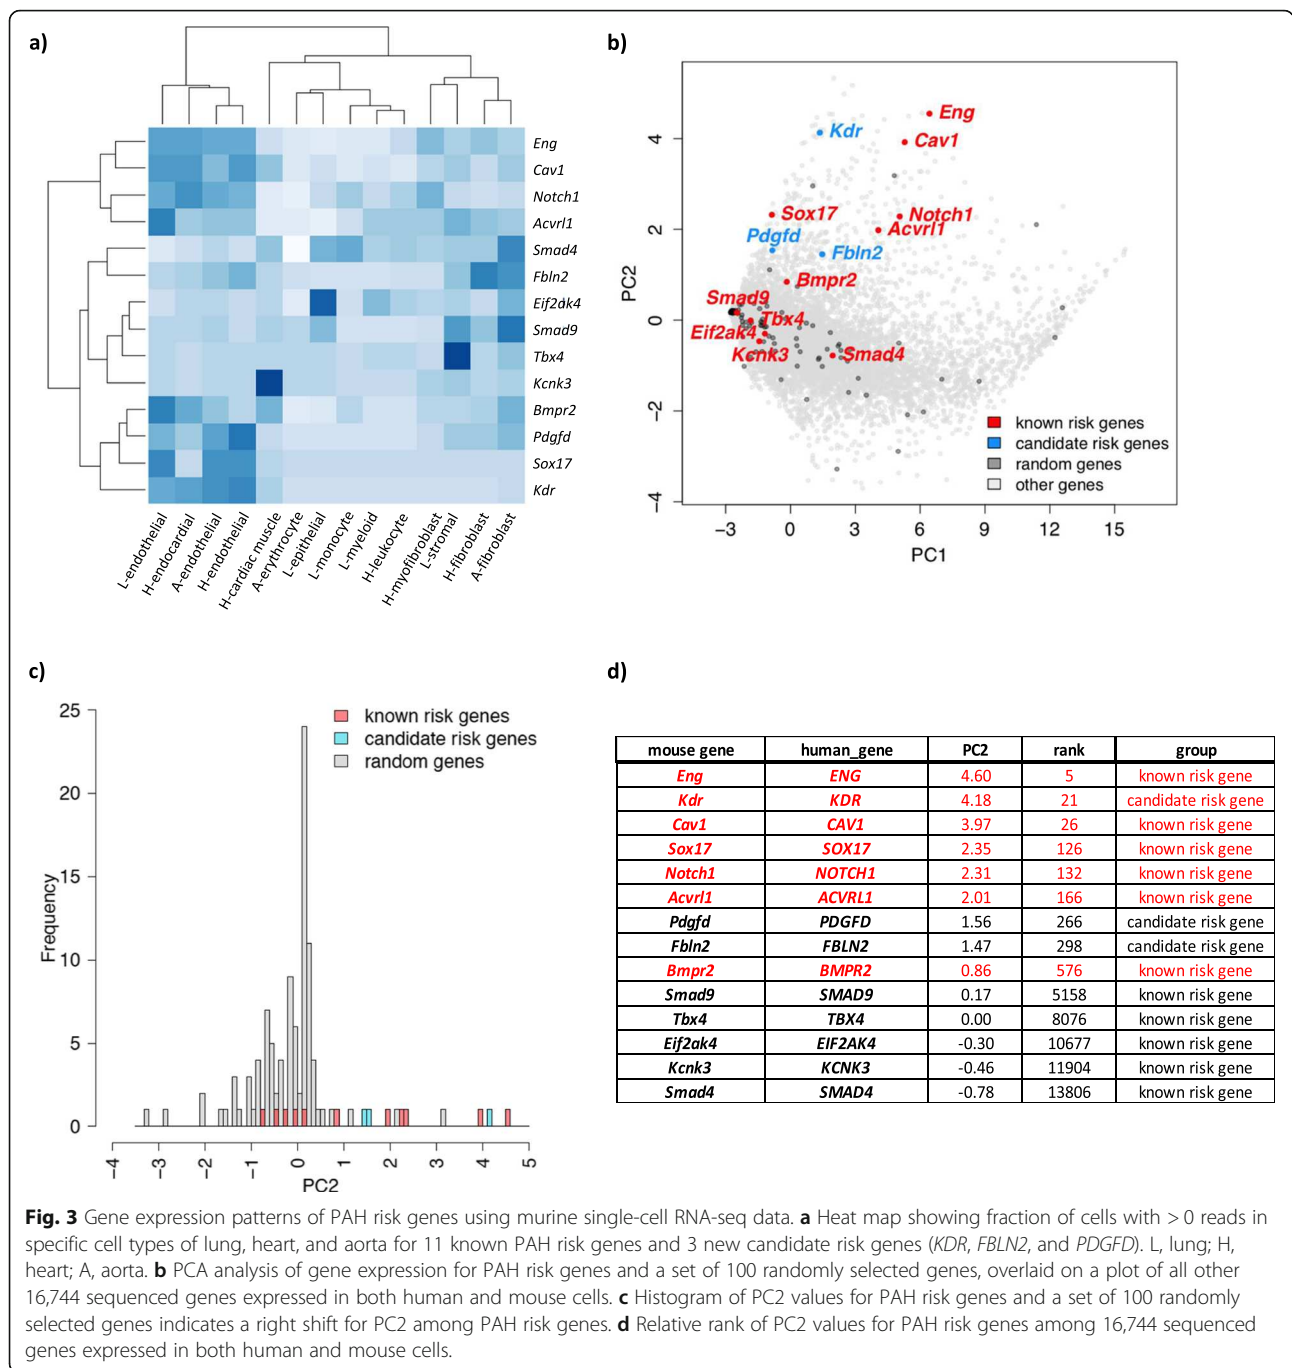 a)
Eng
Cav1
Notch1
Acvrl1
Smad4
Fbln2
Eif2ak4
Smad9
Tbx4
Kcnk3
Bmpr2
Pdgfd
Sox17
Kdr
L-endothelial
H-endocardial
A-endothelial
H-endothelial
H-cardiac muscle
A-erythrocyte
L-epithelial
L-monocyte
L-myeloid
H-leukocyte
H-myofibroblast
L-stromal
H-fibroblast
A-fibroblast
b)
PC2
4
2
0
−2
−4
Eng
Kdr
Cav1
Sox17
Notch1
Pdgfd
Acvrl1
Fbln2
Bmpr2
Smad9
Tbx4
Eif2ak4
Kcnk3
Smad4
known risk genes
candidate risk genes
random genes
other genes
−3 0 3 6 9 12 15
PC1
c)
Frequency
25
20
15
10
5
0
known risk genes
candidate risk genes
random genes
−4 −3 −2 −1 0 1 2 3 4 5
PC2
d)
mouse gene human_gene PC2 rank group
Eng ENG 4.60 5 known risk gene
Kdr KDR 4.18 21 candidate risk gene
Cav1 CAV1 3.97 26 known risk gene
Sox17 SOX17 2.35 126 known risk gene
Notch1 NOTCH1 2.31 132 known risk gene
Acvrl1 ACVRL1 2.01 166 known risk gene
Pdgfd PDGFD 1.56 266 candidate risk gene
Fbln2 FBLN2 1.47 298 candidate risk gene
Bmpr2 BMPR2 0.86 576 known risk gene
Smad9 SMAD9 0.17 5158 known risk gene
Tbx4 TBX4 0.00 8076 known risk gene
Eif2ak4 EIF2AK4 -0.30 10677 known risk gene
Kcnk3 KCNK3 -0.46 11904 known risk gene
Smad4 SMAD4 -0.78 13806 known risk gene
Fig. 3 Gene expression patterns of PAH risk genes using murine single-cell RNA-seq data. a Heat map showing fraction of cells with > 0 reads in
specific cell types of lung, heart, and aorta for 11 known PAH risk genes and 3 new candidate risk genes (KDR, FBLN2, and PDGFD). L, lung; H,
heart; A, aorta. b PCA analysis of gene expression for PAH risk genes and a set of 100 randomly selected genes, overlaid on a plot of all other
16,744 sequenced genes expressed in both human and mouse cells. c Histogram of PC2 values for PAH risk genes and a set of 100 randomly
selected genes indicates a right shift for PC2 among PAH risk genes. d Relative rank of PC2 values for PAH risk genes among 16,744 sequenced
genes expressed in both human and mouse cells.